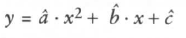 y = â · x² + b̂ · x + ĉ